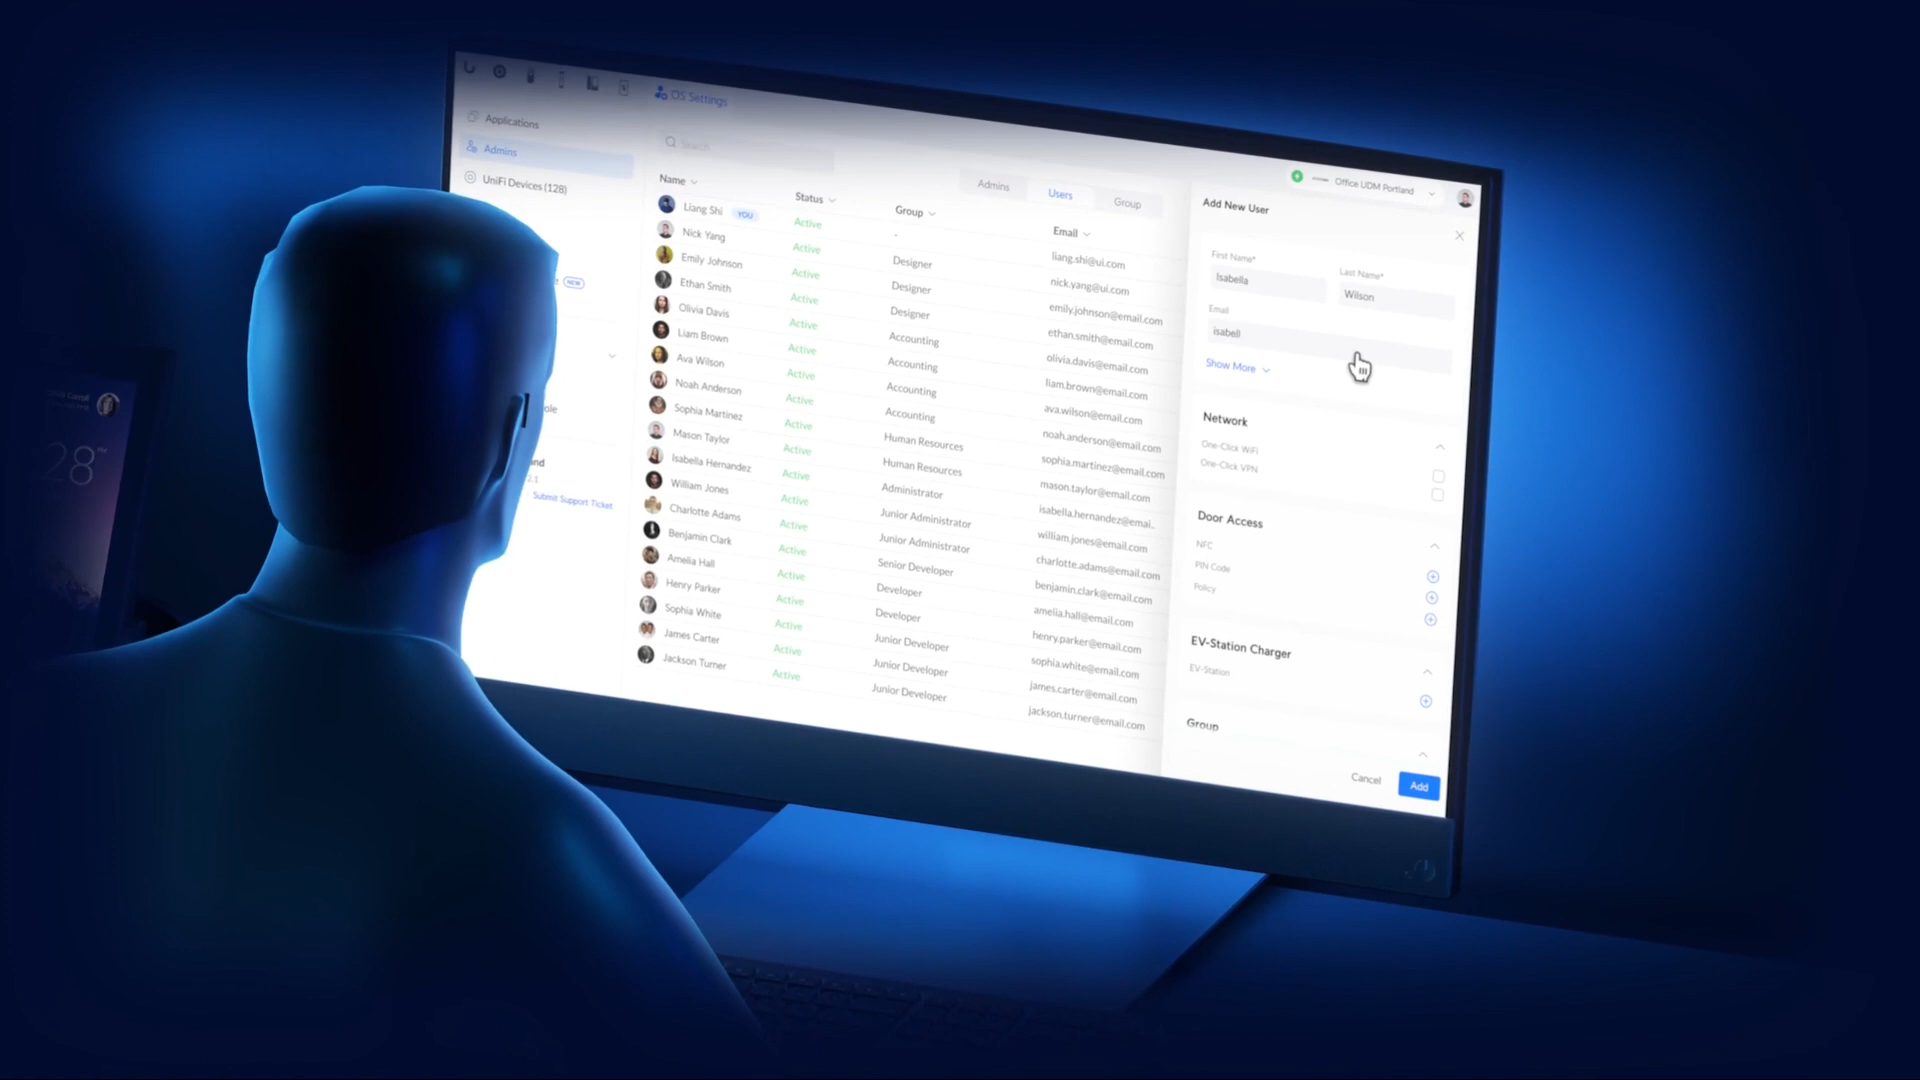 OS Settings
Applications
Admins
UniFi Devices (128)
NEW
Submit Support Ticket
Search
Admins
Users
Group
Name
Status
Group
Email
Liang Shi YOU Active - liang.shi@ui.com
Nick Yang Active Designer nick.yang@ui.com
Emily Johnson Active Designer emily.johnson@email.com
Ethan Smith Active Designer ethan.smith@email.com
Olivia Davis Active Accounting olivia.davis@email.com
Liam Brown Active Accounting liam.brown@email.com
Ava Wilson Active Accounting ava.wilson@email.com
Noah Anderson Active Accounting noah.anderson@email.com
Sophia Martinez Active Human Resources sophia.martinez@email.com
Mason Taylor Active Human Resources mason.taylor@email.com
Isabella Hernandez Active Administrator isabella.hernandez@emai..
William Jones Active Junior Administrator william.jones@email.com
Charlotte Adams Active Junior Administrator charlotte.adams@email.com
Benjamin Clark Active Senior Developer benjamin.clark@email.com
Amelia Hall Active Developer amelia.hall@email.com
Henry Parker Active Developer henry.parker@email.com
Sophia White Active Junior Developer sophia.white@email.com
James Carter Active Junior Developer james.carter@email.com
Jackson Turner Active Junior Developer jackson.turner@email.com
Office UDM Portland
Add New User
First Name*
Isabella
Last Name*
Wilson
Email
isabell
Show More
Network
One-Click WiFi
One-Click VPN
Door Access
NFC
PIN Code
Policy
EV-Station Charger
EV-Station
Group
Cancel
Add
28